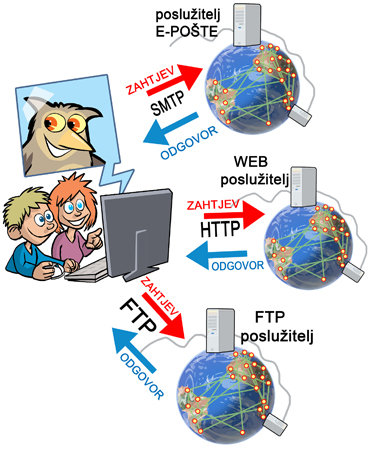 poslužitelj
E-POŠTE
ZAHTJEV
SMTP
ODGOVOR
WEB
poslužitelj
ZAHTJEV
HTTP
ODGOVOR
ZAHTJEV
FTP
ODGOVOR
FTP
poslužitelj